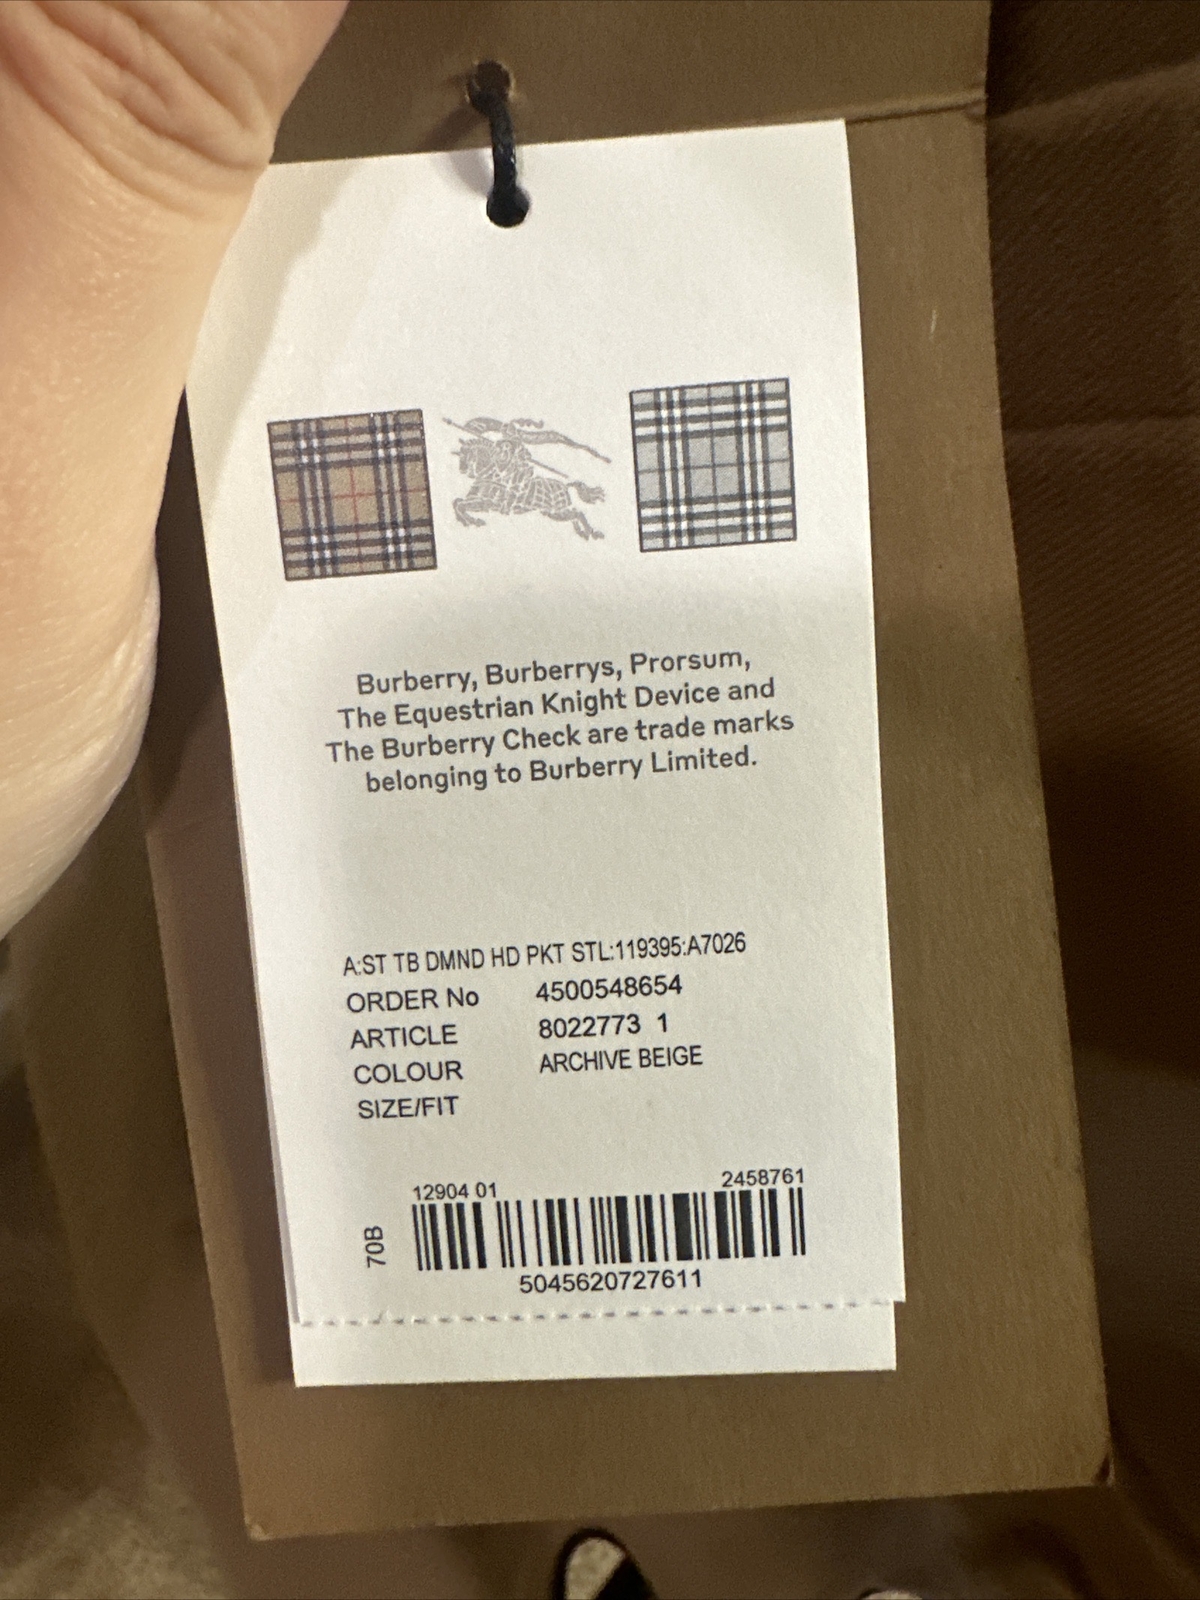 Burberry, Burberrys, Prorsum,
The Equestrian Knight Device and
The Burberry Check are trade marks
belonging to Burberry Limited.
A:ST TB DMND HD PKT STL:119395:A7026
ORDER No 4500548654
ARTICLE 8022773 1
COLOUR ARCHIVE BEIGE
SIZE/FIT
12904 01 2458761
70B
5045620727611